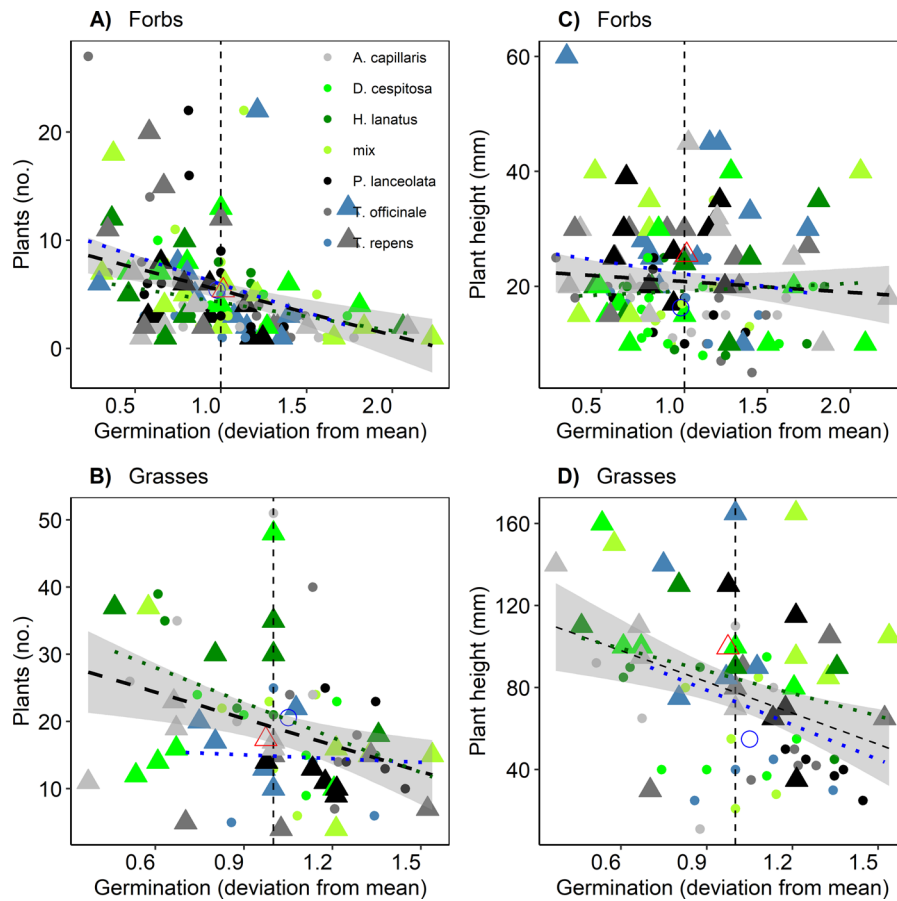 A) Forbs
Plants (no.)
20
10
0
A. capillaris
D. cespitosa
H. lanatus
mix
P. lanceolata
T. officinale
T. repens
0.5 1.0 1.5 2.0
Germination (deviation from mean)
C) Forbs
Plant height (mm)
60
40
20
0
0.5 1.0 1.5 2.0
Germination (deviation from mean)
B) Grasses
Plants (no.)
50
40
30
20
10
0.6 0.9 1.2 1.5
Germination (deviation from mean)
D) Grasses
Plant height (mm)
160
120
80
40
0.6 0.9 1.2 1.5
Germination (deviation from mean)